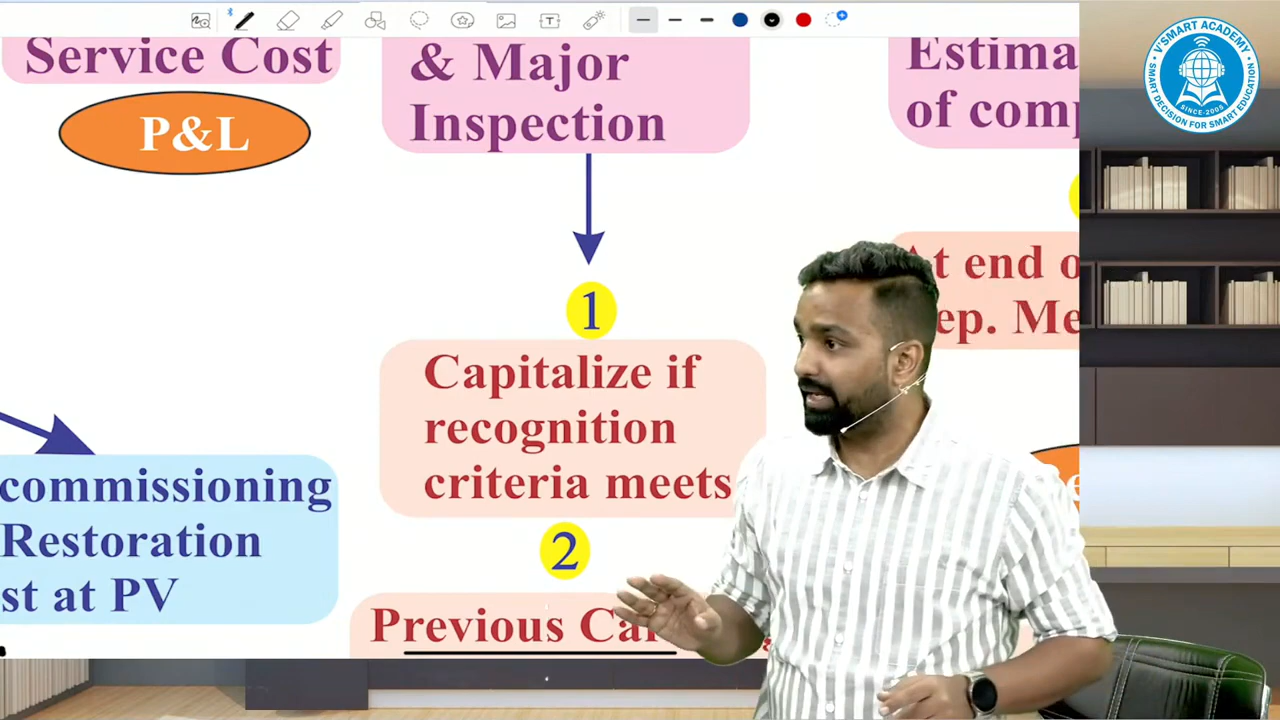 Service Cost
P&L
& Major
Inspection
1
Capitalize if
recognition
criteria meets
2
Previous
commissioning
Restoration
st at PV
Estima
of comp
At end o
ep. Me
V'SMART ACADEMY
SINCE-2005
SMART DECISION FOR SMART EDUCATION